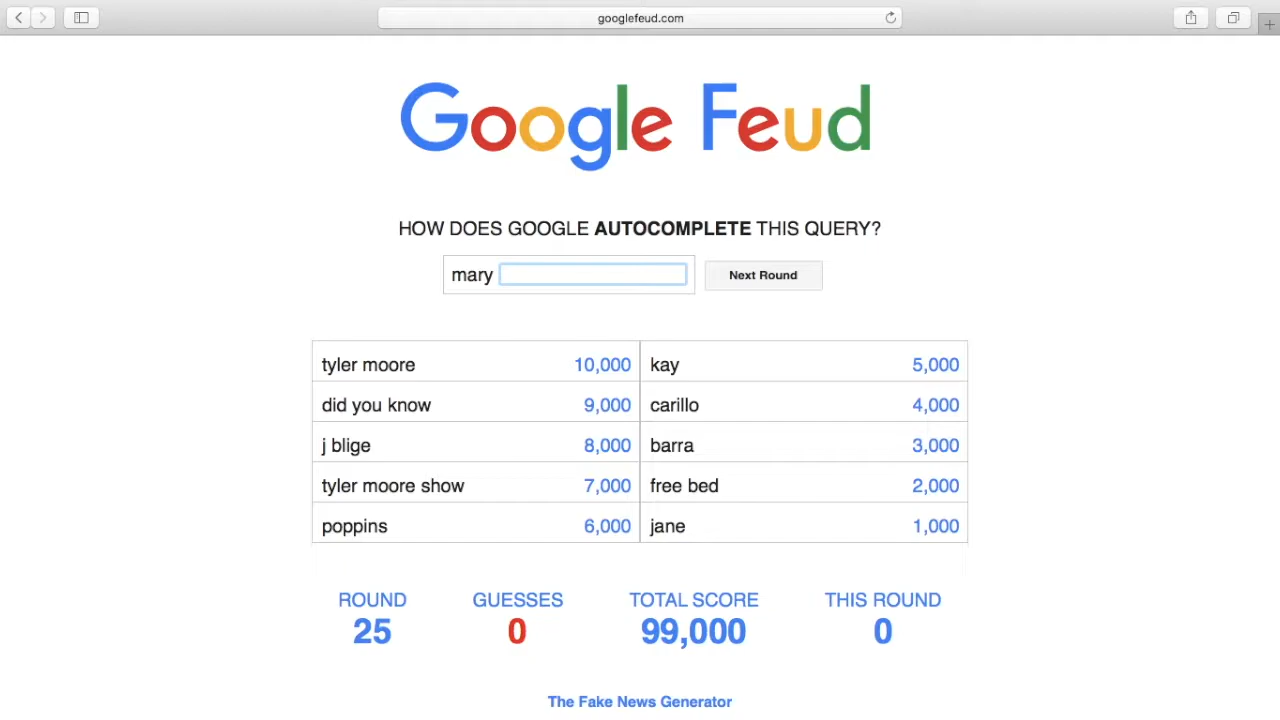 googlefeud.com
Google Feud
HOW DOES GOOGLE AUTOCOMPLETE THIS QUERY?
mary
Next Round
tyler moore 10,000 kay 5,000
did you know 9,000 carillo 4,000
j blige 8,000 barra 3,000
tyler moore show 7,000 free bed 2,000
poppins 6,000 jane 1,000
ROUND GUESSES TOTAL SCORE THIS ROUND
25 0 99,000 0
The Fake News Generator